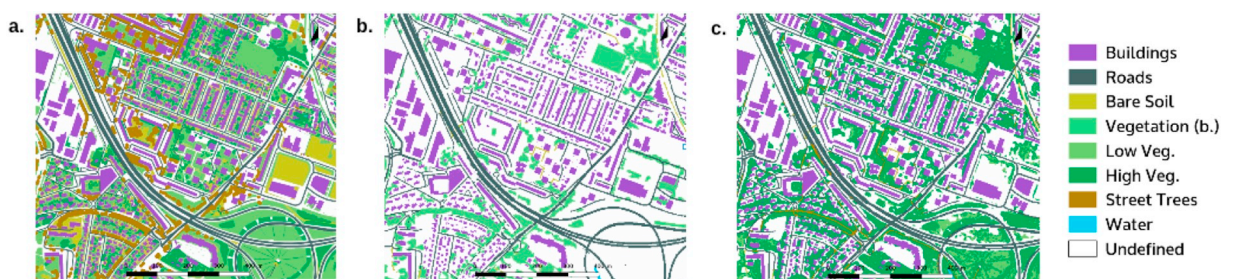 a.
b.
c.
Buildings
Roads
Bare Soil
Vegetation (b.)
Low Veg.
High Veg.
Street Trees
Water
Undefined